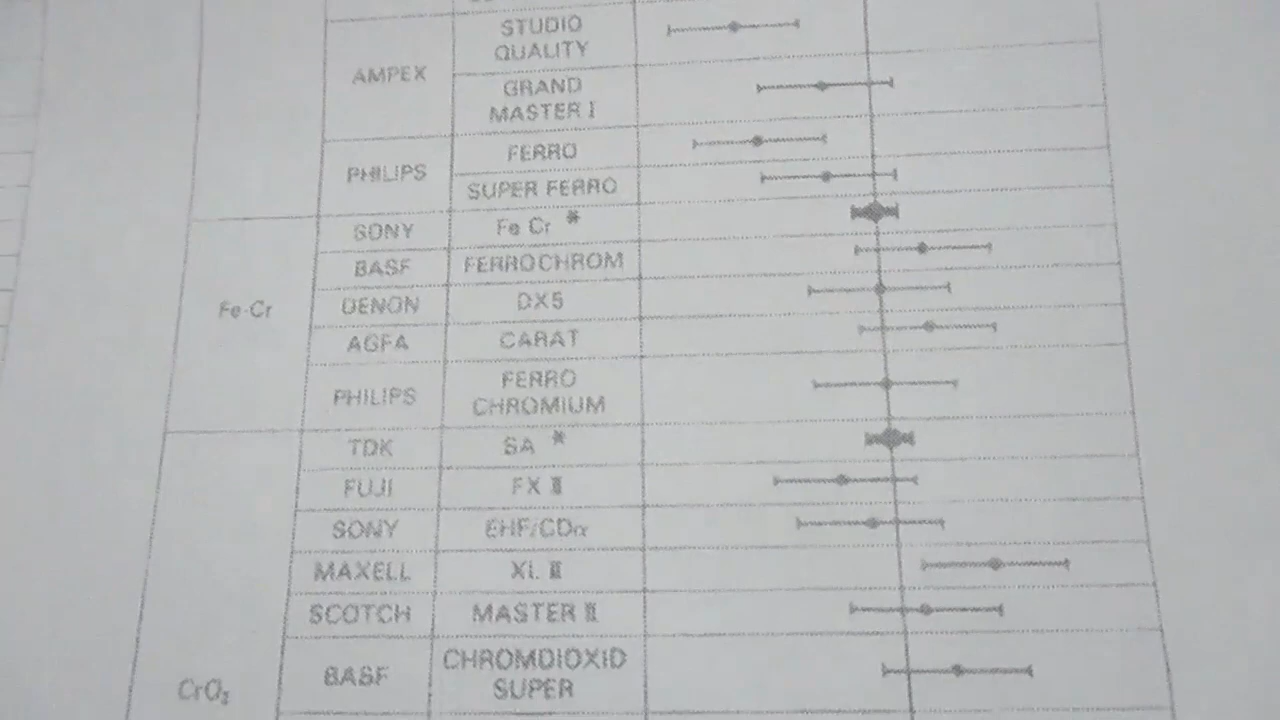 STUDIO
QUALITY
AMPEX
GRAND
MASTER I
PHILIPS
FERRO
SUPER FERRO
Fe-Cr
SONY
Fe Cr *
BASF
FERROCHROM
DENON
DX5
AGFA
CARAT
PHILIPS
FERRO
CHROMIUM
TDK
SA *
FUJI
FX II
SONY
EHF/CDα
MAXELL
XL II
SCOTCH
MASTER II
CrO₂
BASF
CHROMDIOXID
SUPER